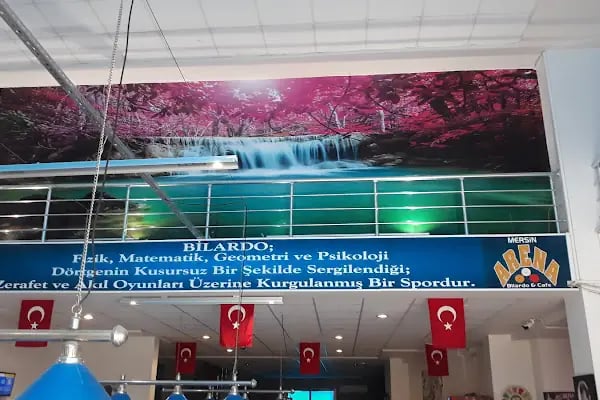 BİLARDO;
Fizik, Matematik, Geometri ve Psikoloji
Dörtgenin Kusursuz Bir Şekilde Sergilendiği;
Zerafet ve Akıl Oyunları Üzerine Kurgulanmış Bir Spordur.
MERSİN
ARENA
Bilardo & Cafe